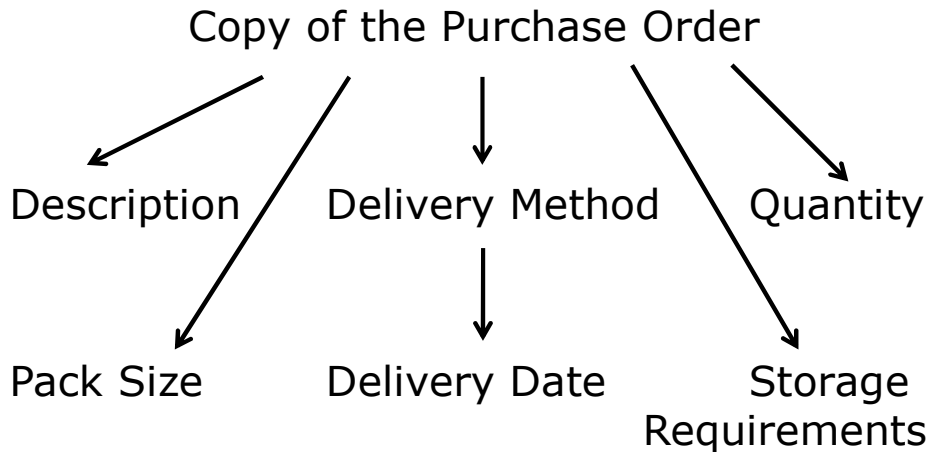 Copy of the Purchase Order
Description Delivery Method Quantity
Pack Size Delivery Date Storage
Requirements